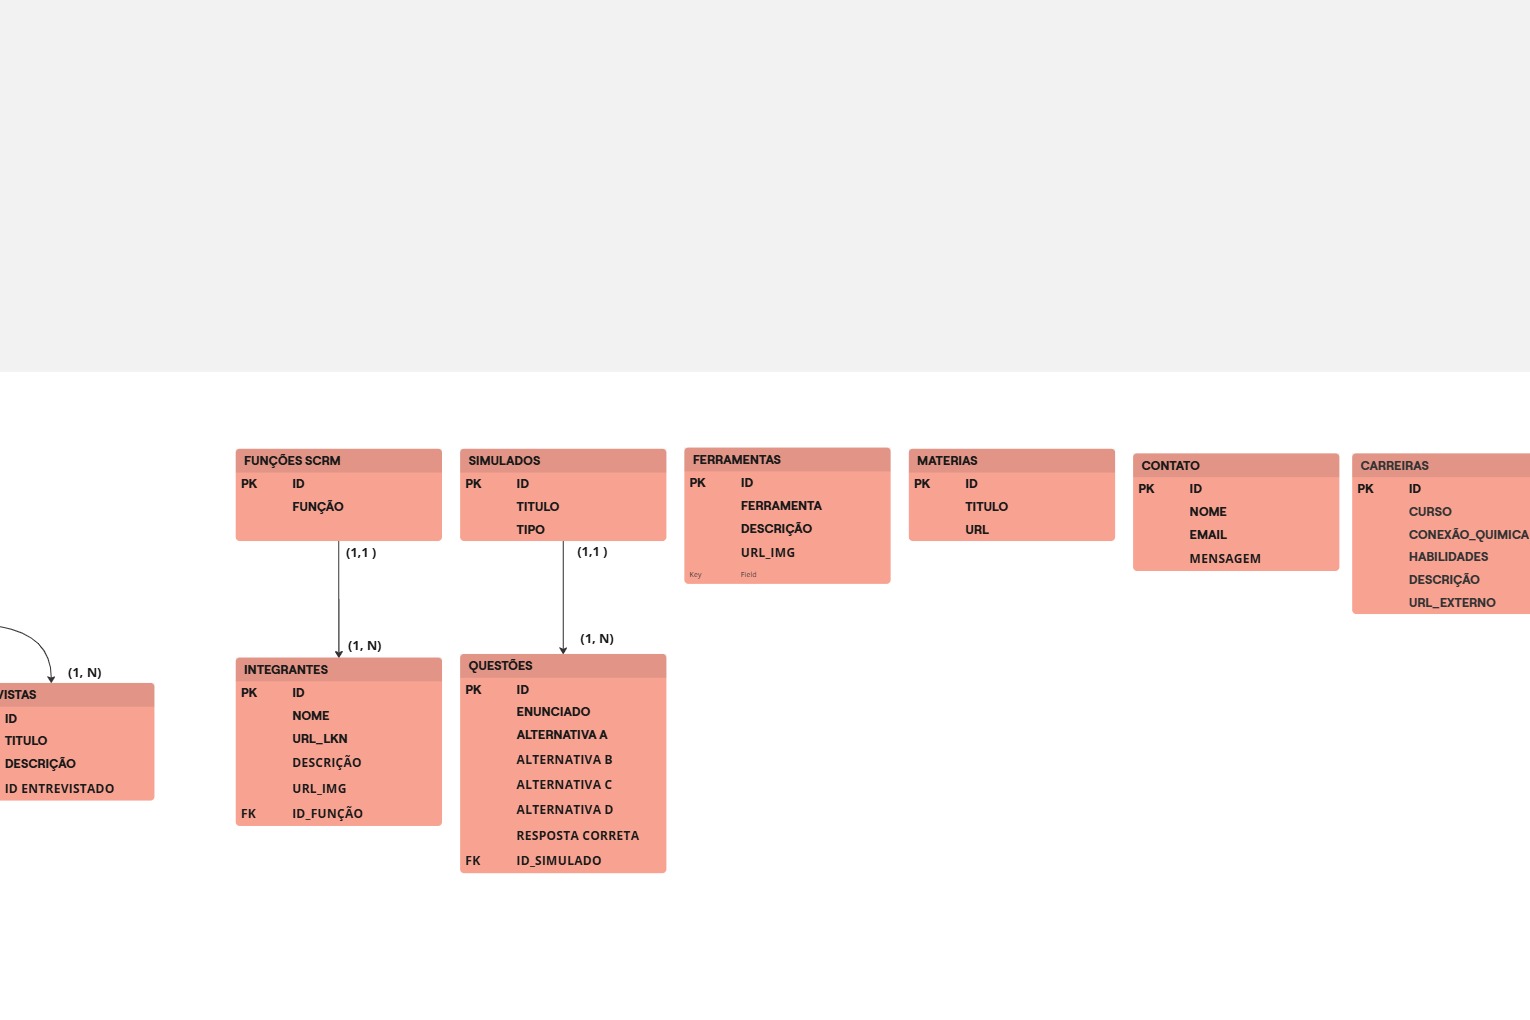 FUNÇÕES SCRM
PK ID
FUNÇÃO
(1,1 )
(1, N)
INTEGRANTES
PK ID
NOME
URL_LKN
DESCRIÇÃO
URL_IMG
FK ID_FUNÇÃO
SIMULADOS
PK ID
TITULO
TIPO
(1,1 )
(1, N)
QUESTÕES
PK ID
ENUNCIADO
ALTERNATIVA A
ALTERNATIVA B
ALTERNATIVA C
ALTERNATIVA D
RESPOSTA CORRETA
FK ID_SIMULADO
FERRAMENTAS
PK ID
FERRAMENTA
DESCRIÇÃO
URL_IMG
Key Field
MATERIAS
PK ID
TITULO
URL
CONTATO
PK ID
NOME
EMAIL
MENSAGEM
CARREIRAS
PK ID
CURSO
CONEXÃO_QUIMICA
HABILIDADES
DESCRIÇÃO
URL_EXTERNO
(1, N)
VISTAS
ID
TITULO
DESCRIÇÃO
ID ENTREVISTADO